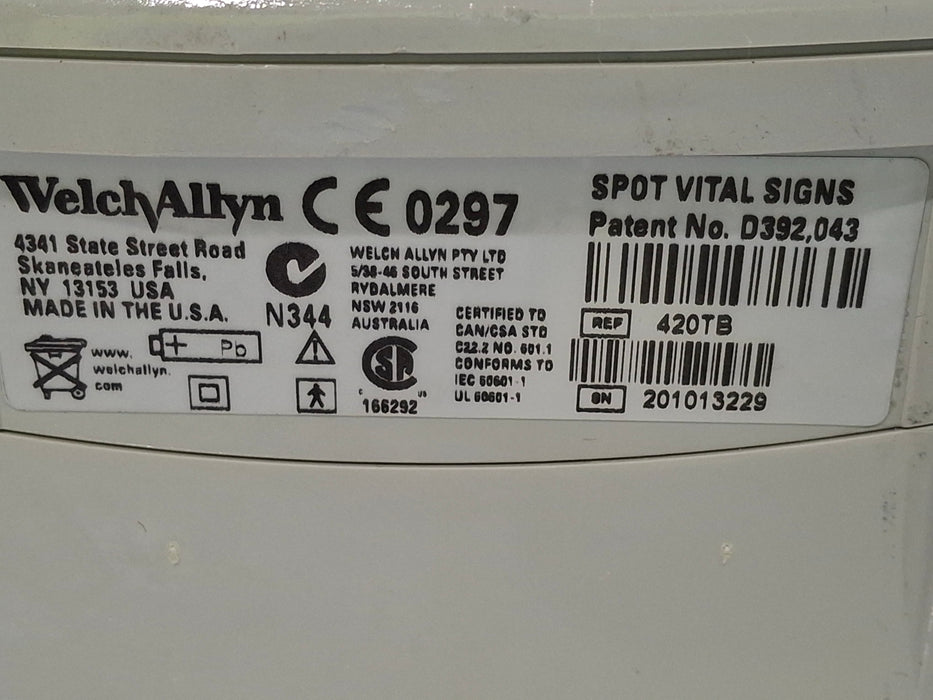 WelchAllyn
CE 0297
4341 State Street Road
Skaneateles Falls,
NY 13153 USA
MADE IN THE U.S.A.
www.
welchallyn.
com
N344
Pb
WELCH ALLYN PTY LTD
5/38-46 SOUTH STREET
RYDALMERE
NSW 2116
AUSTRALIA
C US
166292
CERTIFIED TO
CAN/CSA STD
C22.2 NO. 601.1
CONFORMS TO
IEC 60601-1
UL 60601-1
SPOT VITAL SIGNS
Patent No. D392,043
REF 420TB
SN 201013229